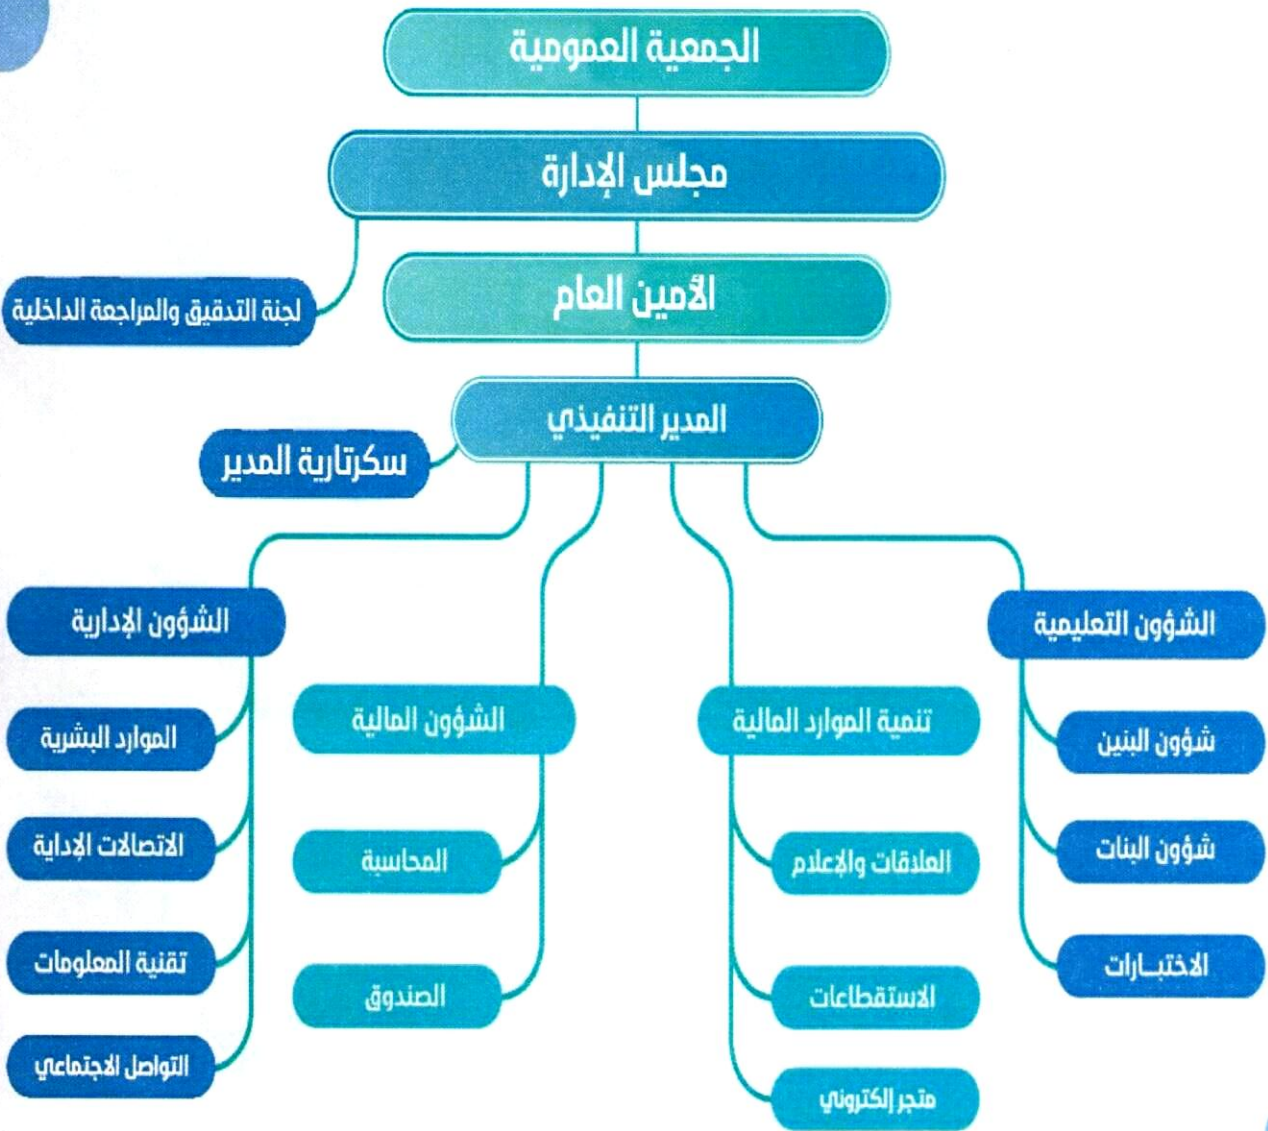 الجمعية العمومية
مجلس الإدارة
لجنة التدقيق والمراجعة الداخلية
الأمين العام
المدير التنفيذي
سكرتارية المدير
الشؤون التعليمية
شؤون البنين
شؤون البنات
الاختبـارات
تنمية الموارد المالية
العلاقات والإعلام
الاستقطاعات
متجر إلكتروني
الشؤون المالية
المحاسبة
الصندوق
الشؤون الإدارية
الموارد البشرية
الاتصالات الإداية
تقنية المعلومات
التواصل الاجتماعي